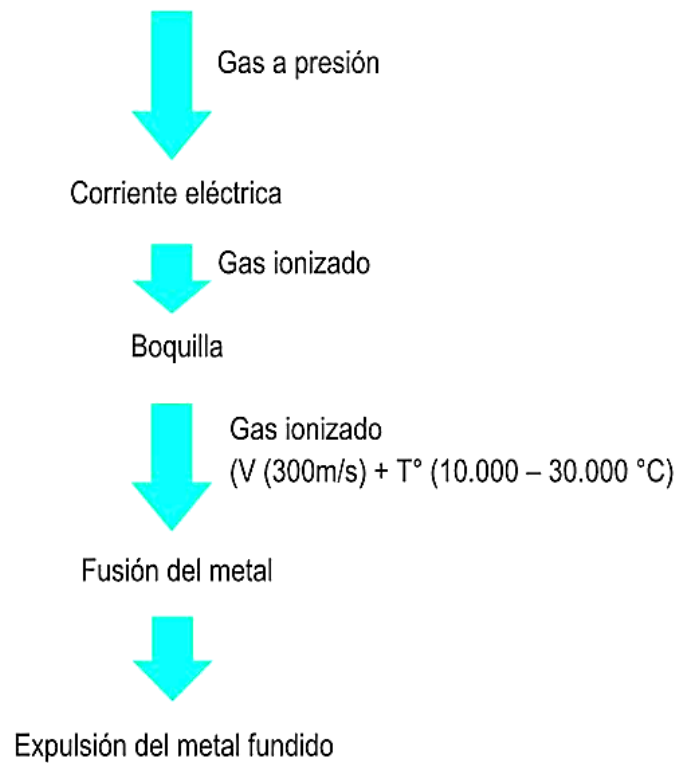 Gas a presión
Corriente eléctrica
Gas ionizado
Boquilla
Gas ionizado
(V (300m/s) + T° (10.000 – 30.000 °C)
Fusión del metal
Expulsión del metal fundido